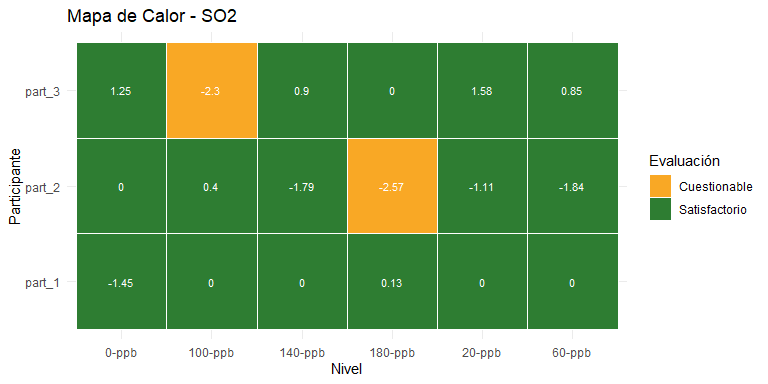 Mapa de Calor - SO2
part_3 1.25 -2.3 0.9 0 1.58 0.85
part_2 0 0.4 -1.79 -2.57 -1.11 -1.84
part_1 -1.45 0 0 0.13 0 0
0-ppb 100-ppb 140-ppb 180-ppb 20-ppb 60-ppb
Nivel
Participante
Evaluación
Cuestionable
Satisfactorio